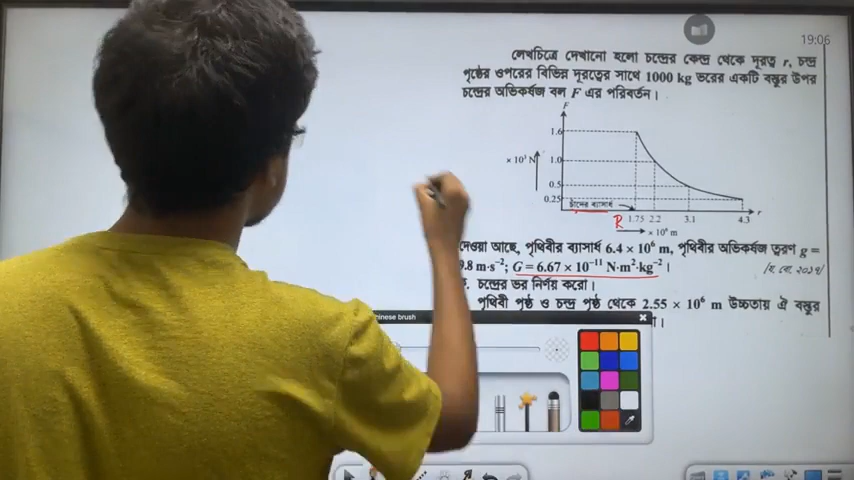 19:06
লেখচিত্রে দেখানো হলো চন্দ্রের কেন্দ্র থেকে দূরত্ব r, চন্দ্র
পৃষ্ঠের ওপরের বিভিন্ন দূরত্বের সাথে 1000 kg ভরের একটি বস্তুর উপর
চন্দ্রের অভিকর্ষজ বল F এর পরিবর্তন।
F
1.6
× 10³ N
1.0
0.5
0.25
চাঁদের ব্যাসার্ধ
r
R 1.75 2.2 3.1 4.3
× 10⁶ m
দেওয়া আছে, পৃথিবীর ব্যাসার্ধ 6.4 × 10⁶ m, পৃথিবীর অভিকর্ষজ ত্বরণ g =
9.8 m·s⁻²; G = 6.67 × 10⁻¹¹ N·m²·kg⁻²।
চন্দ্রের ভর নির্ণয় করো।
পৃথিবী পৃষ্ঠ ও চন্দ্র পৃষ্ঠ থেকে 2.55 × 10⁶ m উচ্চতায় ঐ বস্তুর
brush